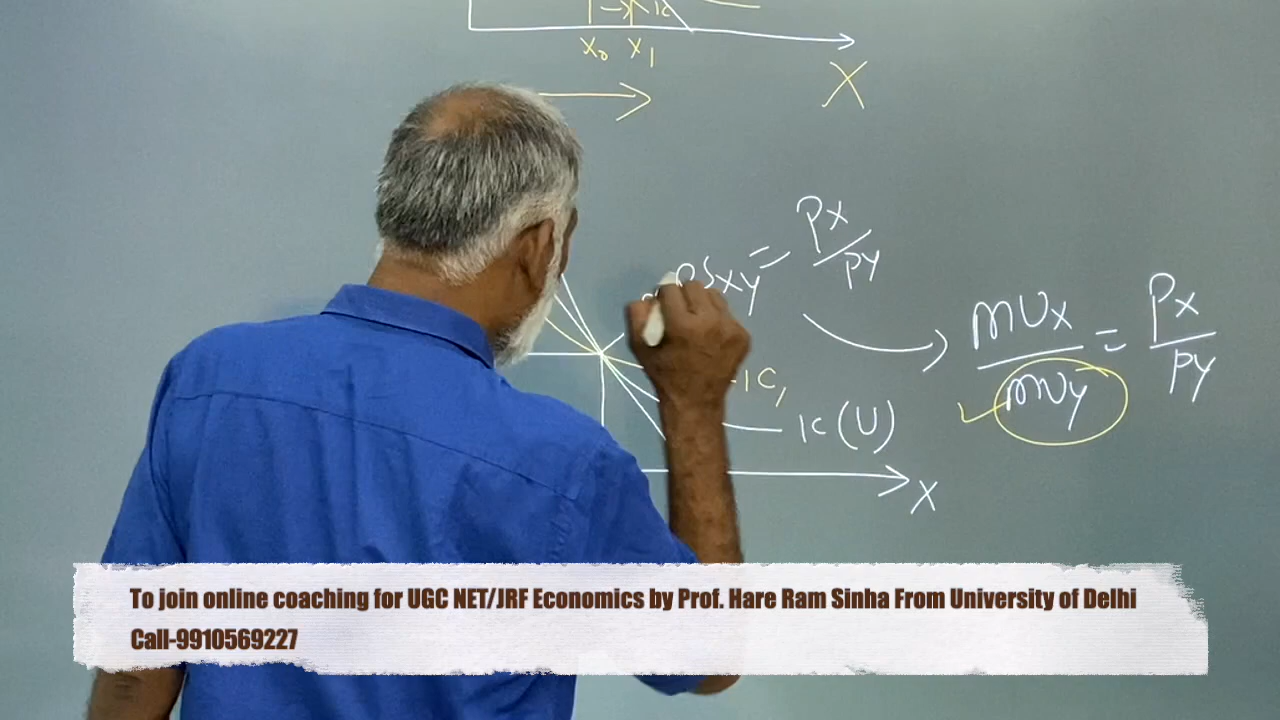 IC
X₀ X₁
X
= Px/Py
MUx/MUy = Px/Py
IC₁
IC(U)
X
To join online coaching for UGC NET/JRF Economics by Prof. Hare Ram Sinha From University of Delhi
Call-9910569227